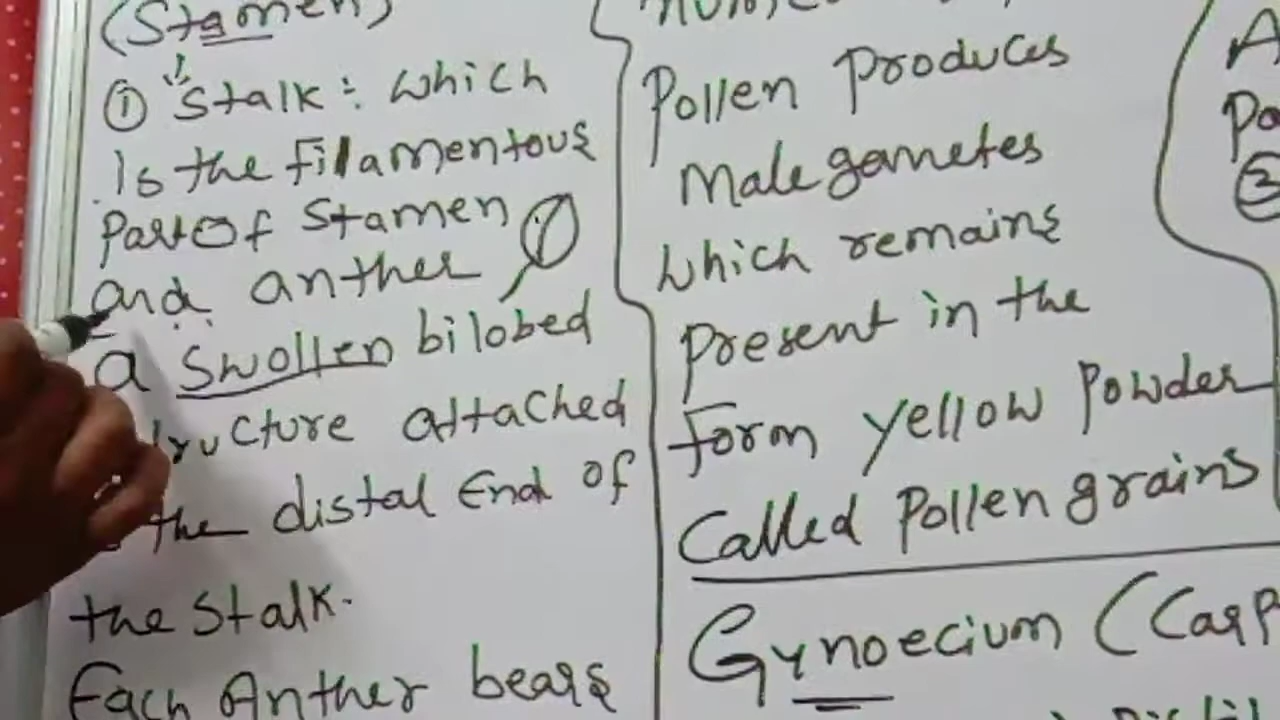 (Stamen)
① Stalk : which
is the filamentous
Part of Stamen
and anther
a Swollen bilobed
structure attached
the distal End of
the Stalk.
Each Anther bears
Pollen Produces
Male gametes
which remains
Present in the
form yellow Powder
Called Pollen grains
Gynoecium (Carp
A
Po
②